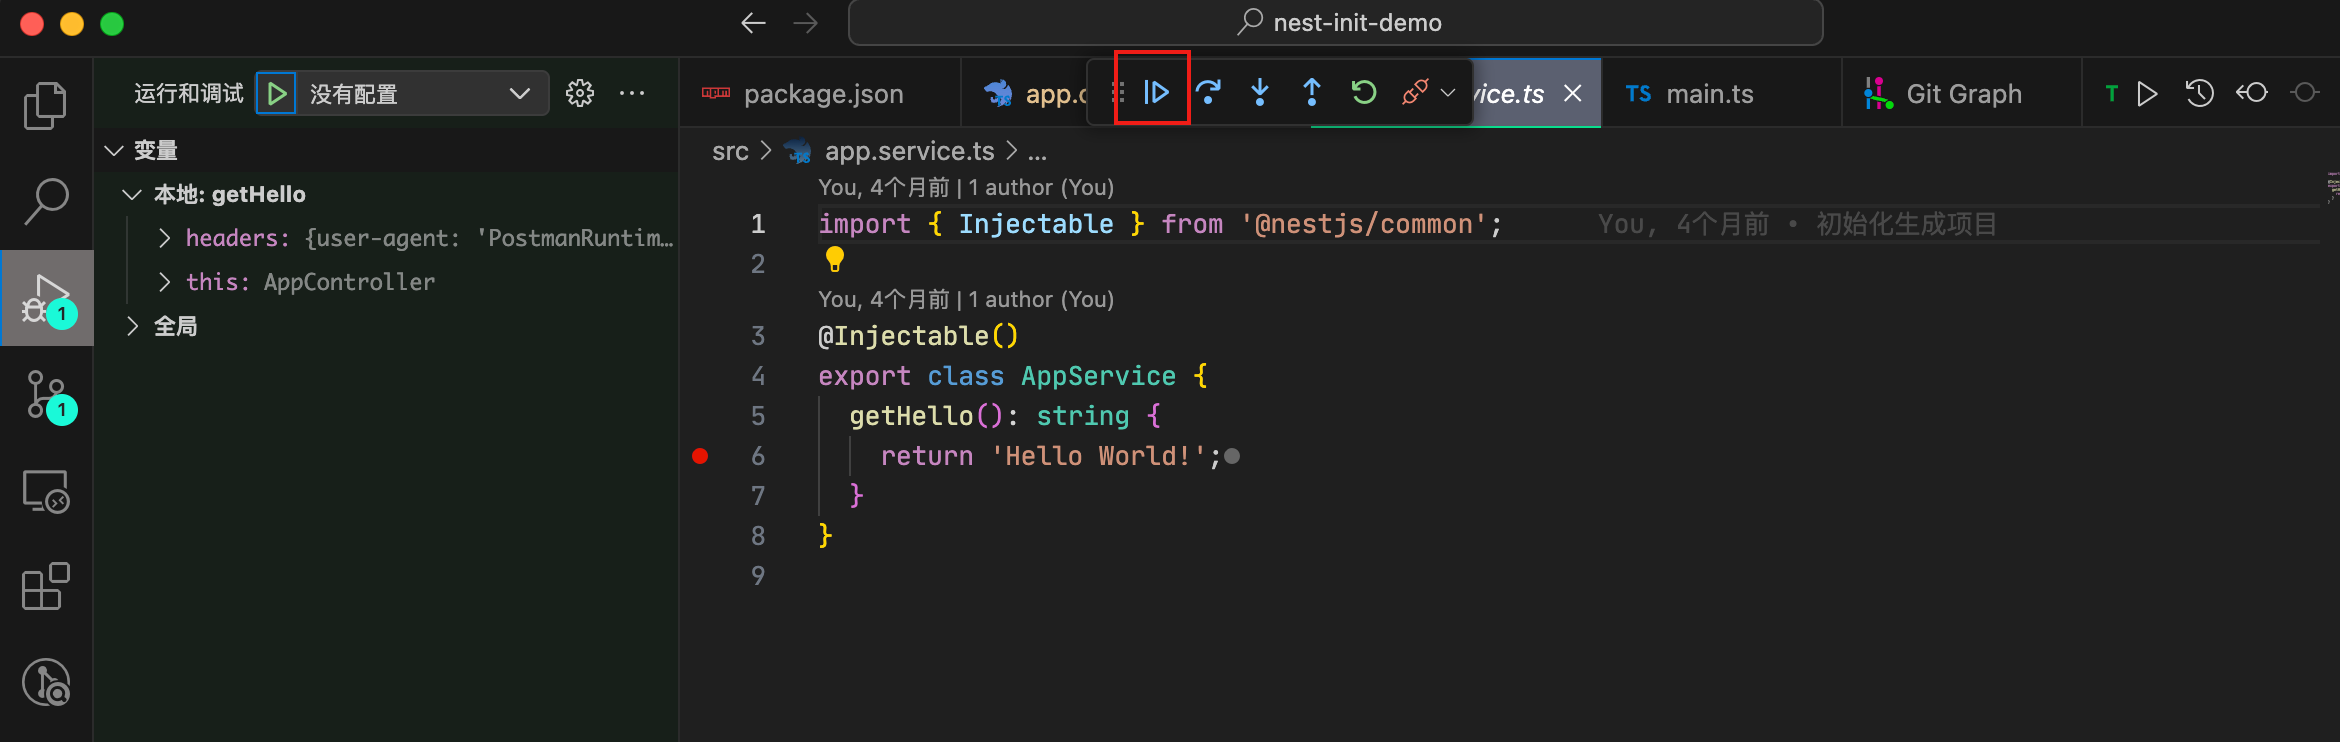 nest-init-demo
运行和调试
没有配置
package.json
app.c
vice.ts
TS main.ts
Git Graph
T
变量
本地: getHello
headers: {user-agent: 'PostmanRuntim…
this: AppController
全局
1
1
src > app.service.ts > ...
You, 4个月前 | 1 author (You)
1 import { Injectable } from '@nestjs/common'; You, 4个月前 • 初始化生成项目
2
You, 4个月前 | 1 author (You)
3 @Injectable()
4 export class AppService {
5 getHello(): string {
6 return 'Hello World!';
7 }
8 }
9